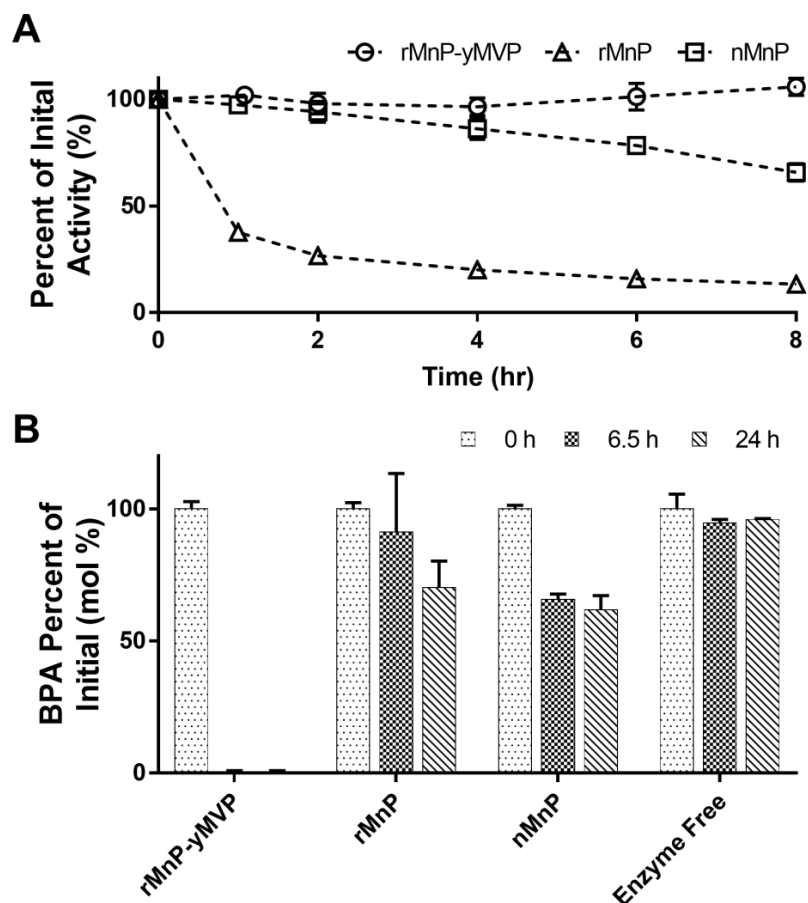 A
rMnP-yMVP rMnP nMnP
Percent of Inital
Activity (%)
100
50
0
0 2 4 6 8
Time (hr)
B
0 h 6.5 h 24 h
BPA Percent of
Initial (mol %)
100
50
0
rMnP-yMVP
rMnP
nMnP
Enzyme Free